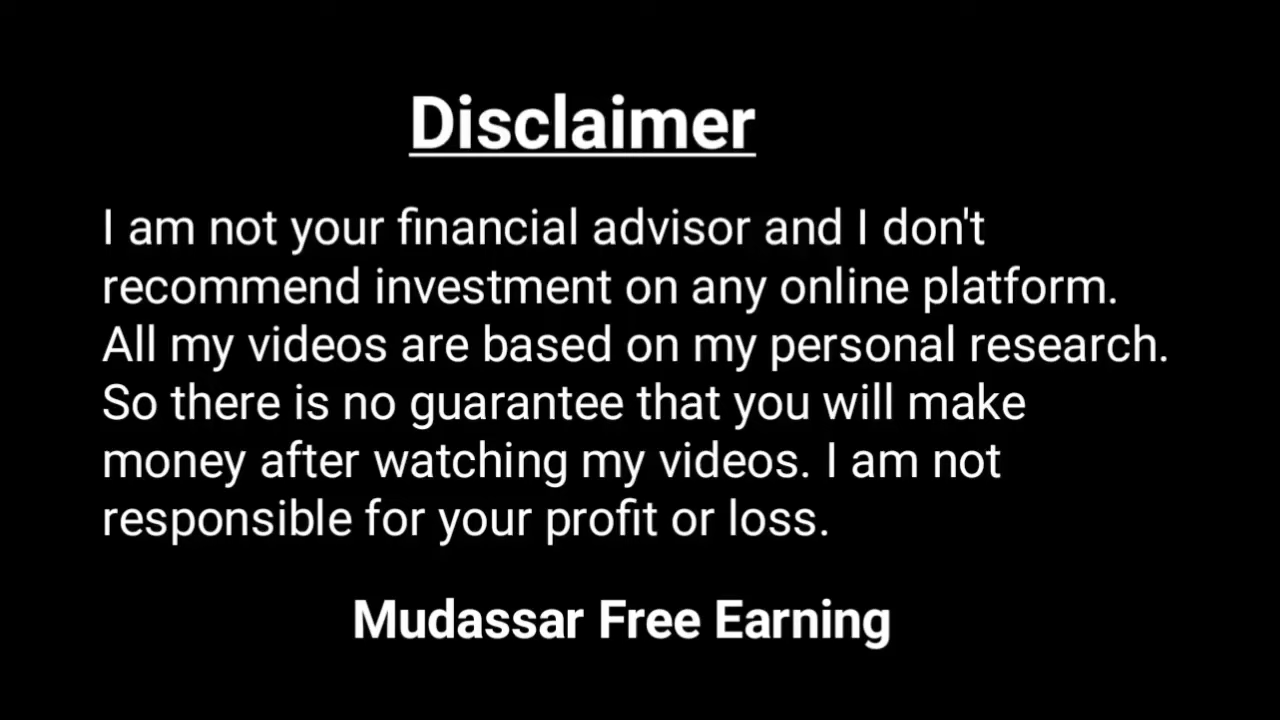 Disclaimer
I am not your financial advisor and I don't
recommend investment on any online platform.
All my videos are based on my personal research.
So there is no guarantee that you will make
money after watching my videos. I am not
responsible for your profit or loss.
Mudassar Free Earning